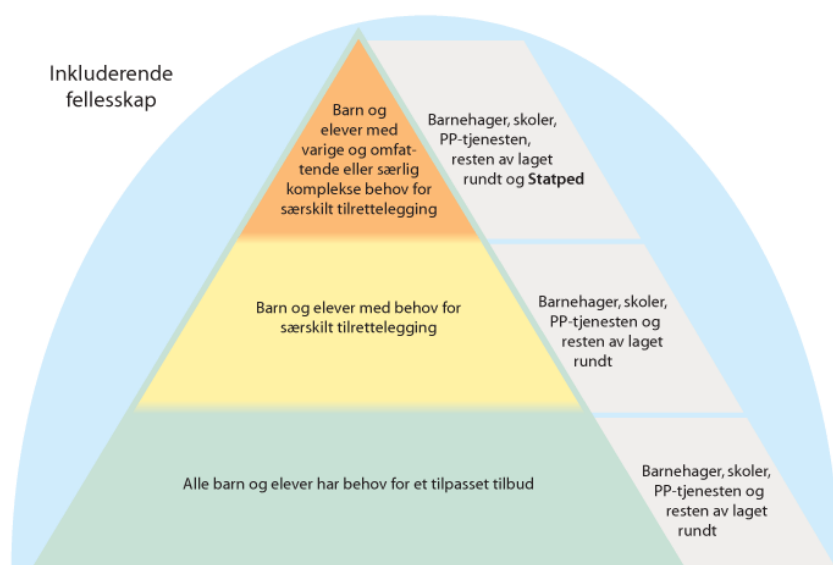 Inkluderende
fellesskap
Barn og
elever med
varige og omfat-
tende eller særlig
komplekse behov for
særskilt tilrettelegging
Barnehager, skoler,
PP-tjenesten,
resten av laget
rundt og Statped
Barn og elever med behov for
særskilt tilrettelegging
Barnehager, skoler,
PP-tjenesten og
resten av laget
rundt
Alle barn og elever har behov for et tilpasset tilbud
Barnehager, skoler,
PP-tjenesten og
resten av laget
rundt